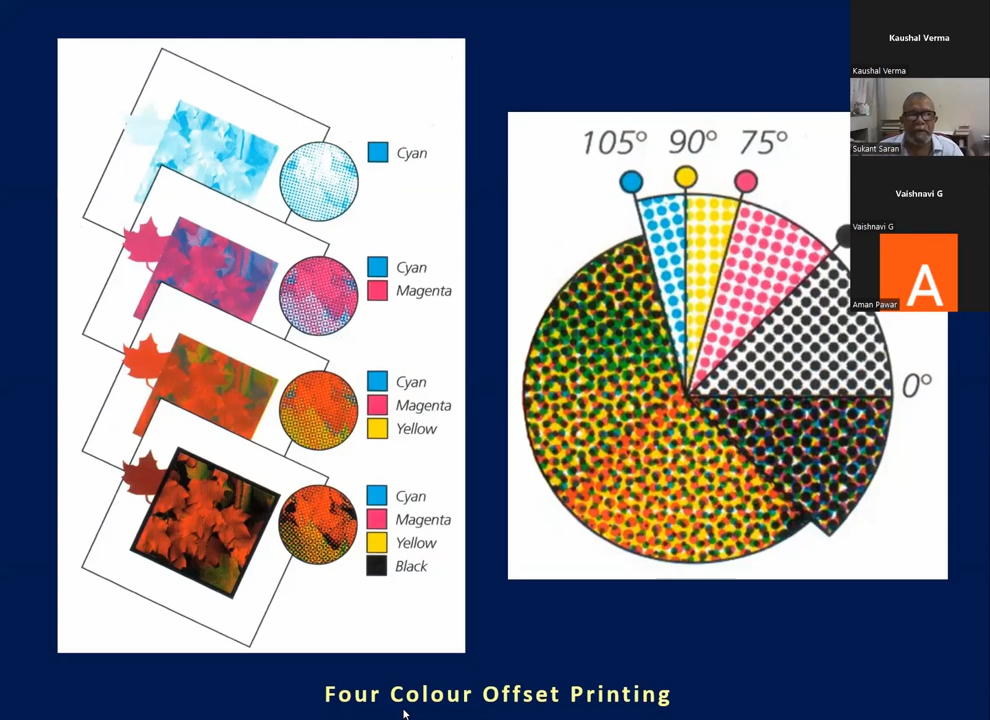 Cyan
Cyan
Magenta
Cyan
Magenta
Yellow
Cyan
Magenta
Yellow
Black
105° 90° 75°
0°
Four Colour Offset Printing
Kaushal Verma
Kaushal Verma
Sukant Saran
Vaishnavi G
Vaishnavi G
A
Aman Pawar